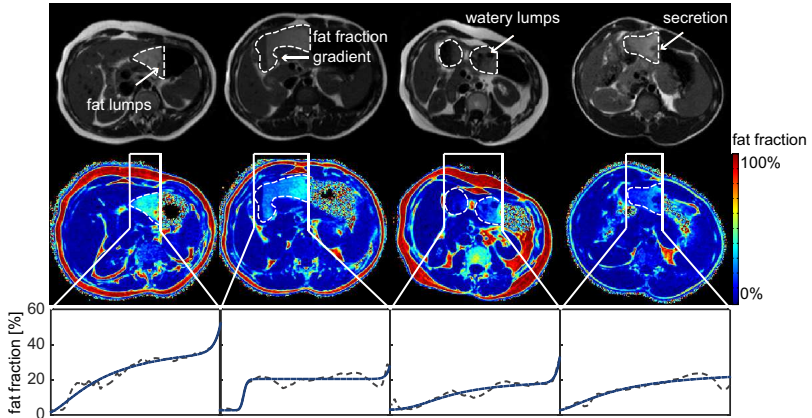 fat lumps
fat fraction
gradient
watery lumps
secretion
fat fraction
100%
0%
fat fraction [%]
60
40
20
0